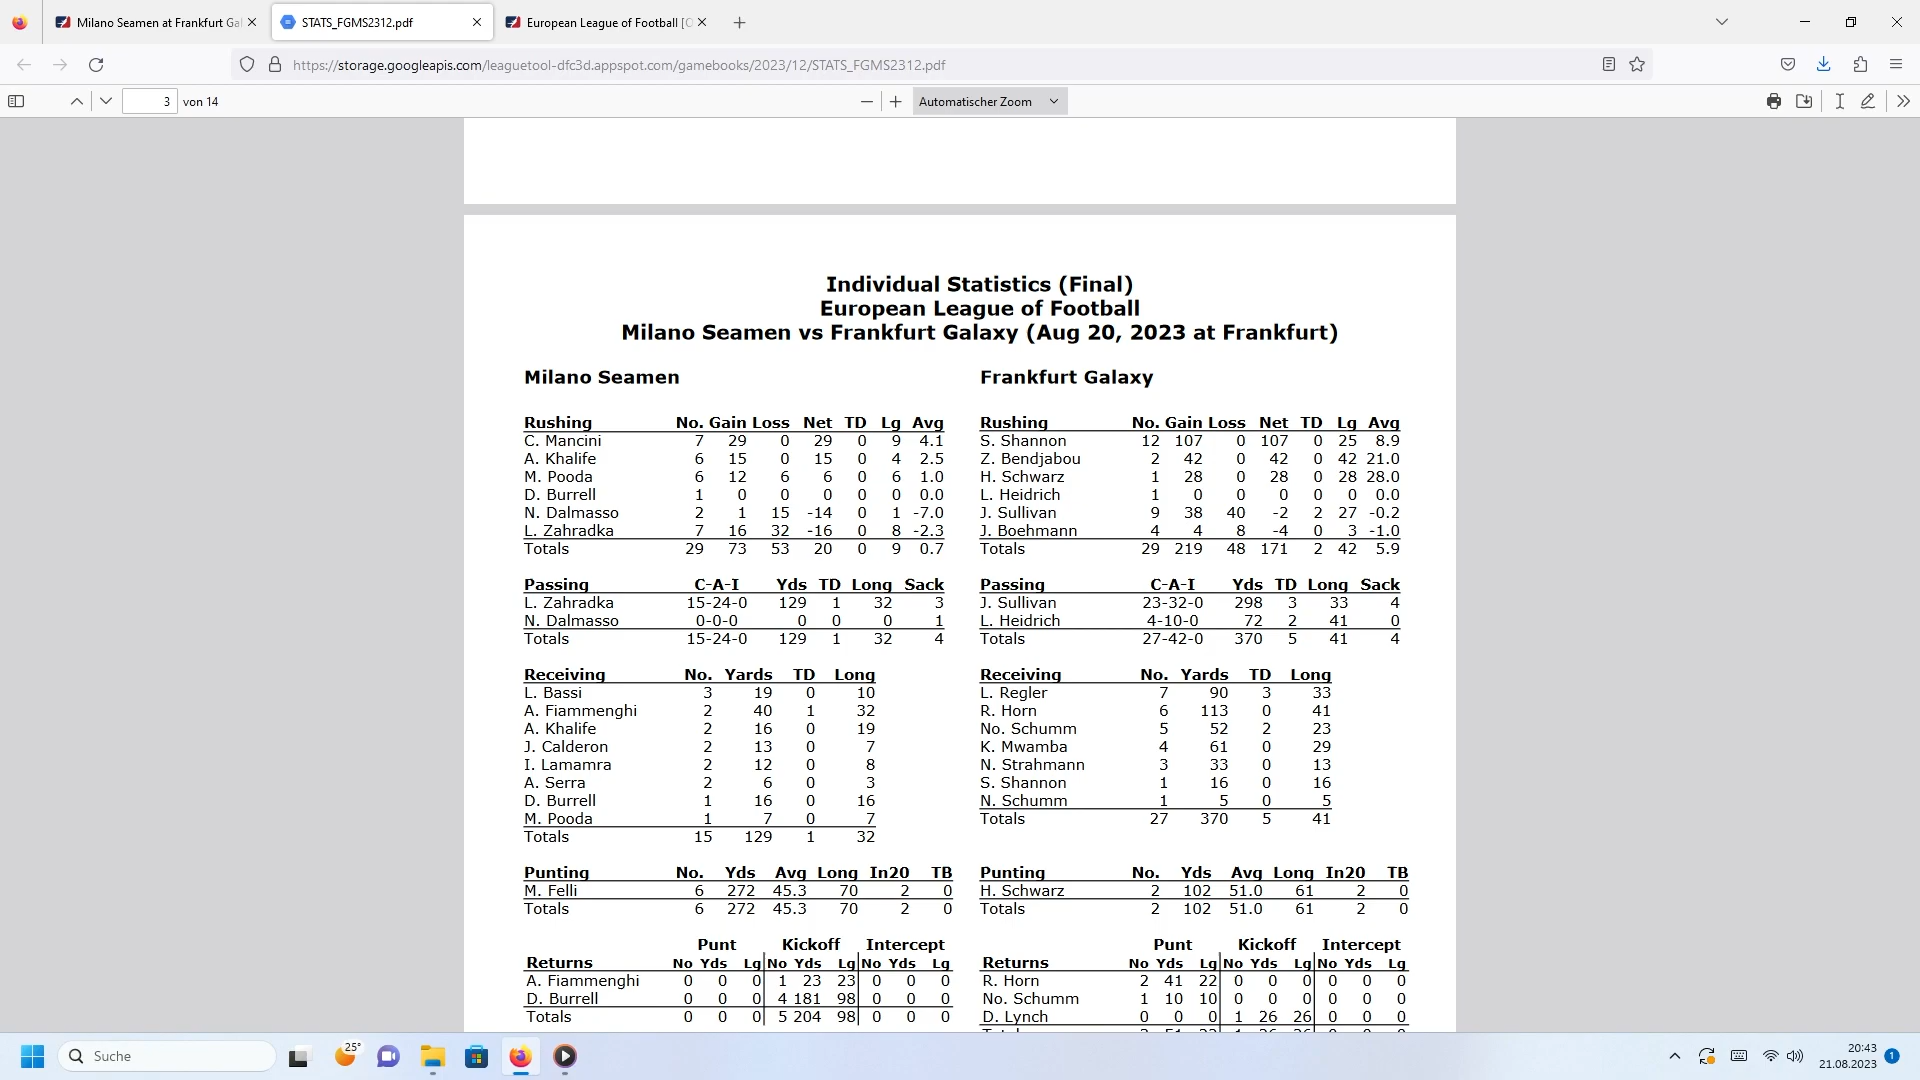 Milano Seamen at Frankfurt Gal
STATS_FGMS2312.pdf
European League of Football [O
https://storage.googleapis.com/leaguetool-dfc3d.appspot.com/gamebooks/2023/12/STATS_FGMS2312.pdf
3 von 14
Automatischer Zoom
Individual Statistics (Final)
European League of Football
Milano Seamen vs Frankfurt Galaxy (Aug 20, 2023 at Frankfurt)
Milano Seamen
Rushing No. Gain Loss Net TD Lg Avg
C. Mancini 7 29 0 29 0 9 4.1
A. Khalife 6 15 0 15 0 4 2.5
M. Pooda 6 12 6 6 0 6 1.0
D. Burrell 1 0 0 0 0 0 0.0
N. Dalmasso 2 1 15 -14 0 1 -7.0
L. Zahradka 7 16 32 -16 0 8 -2.3
Totals 29 73 53 20 0 9 0.7
Passing C-A-I Yds TD Long Sack
L. Zahradka 15-24-0 129 1 32 3
N. Dalmasso 0-0-0 0 0 0 1
Totals 15-24-0 129 1 32 4
Receiving No. Yards TD Long
L. Bassi 3 19 0 10
A. Fiammenghi 2 40 1 32
A. Khalife 2 16 0 19
J. Calderon 2 13 0 7
I. Lamamra 2 12 0 8
A. Serra 2 6 0 3
D. Burrell 1 16 0 16
M. Pooda 1 7 0 7
Totals 15 129 1 32
Punting No. Yds Avg Long In20 TB
M. Felli 6 272 45.3 70 2 0
Totals 6 272 45.3 70 2 0
Punt Kickoff Intercept
Returns No Yds Lg No Yds Lg No Yds Lg
A. Fiammenghi 0 0 0 1 23 23 0 0 0
D. Burrell 0 0 0 4 181 98 0 0 0
Totals 0 0 0 5 204 98 0 0 0
Frankfurt Galaxy
Rushing No. Gain Loss Net TD Lg Avg
S. Shannon 12 107 0 107 0 25 8.9
Z. Bendjabou 2 42 0 42 0 42 21.0
H. Schwarz 1 28 0 28 0 28 28.0
L. Heidrich 1 0 0 0 0 0 0.0
J. Sullivan 9 38 40 -2 2 27 -0.2
J. Boehmann 4 4 8 -4 0 3 -1.0
Totals 29 219 48 171 2 42 5.9
Passing C-A-I Yds TD Long Sack
J. Sullivan 23-32-0 298 3 33 4
L. Heidrich 4-10-0 72 2 41 0
Totals 27-42-0 370 5 41 4
Receiving No. Yards TD Long
L. Regler 7 90 3 33
R. Horn 6 113 0 41
No. Schumm 5 52 2 23
K. Mwamba 4 61 0 29
N. Strahmann 3 33 0 13
S. Shannon 1 16 0 16
N. Schumm 1 5 0 5
Totals 27 370 5 41
Punting No. Yds Avg Long In20 TB
H. Schwarz 2 102 51.0 61 2 0
Totals 2 102 51.0 61 2 0
Punt Kickoff Intercept
Returns No Yds Lg No Yds Lg No Yds Lg
R. Horn 2 41 22 0 0 0 0 0 0
No. Schumm 1 10 10 0 0 0 0 0 0
D. Lynch 0 0 0 1 26 26 0 0 0
25°
Suche
20:43
21.08.2023
1